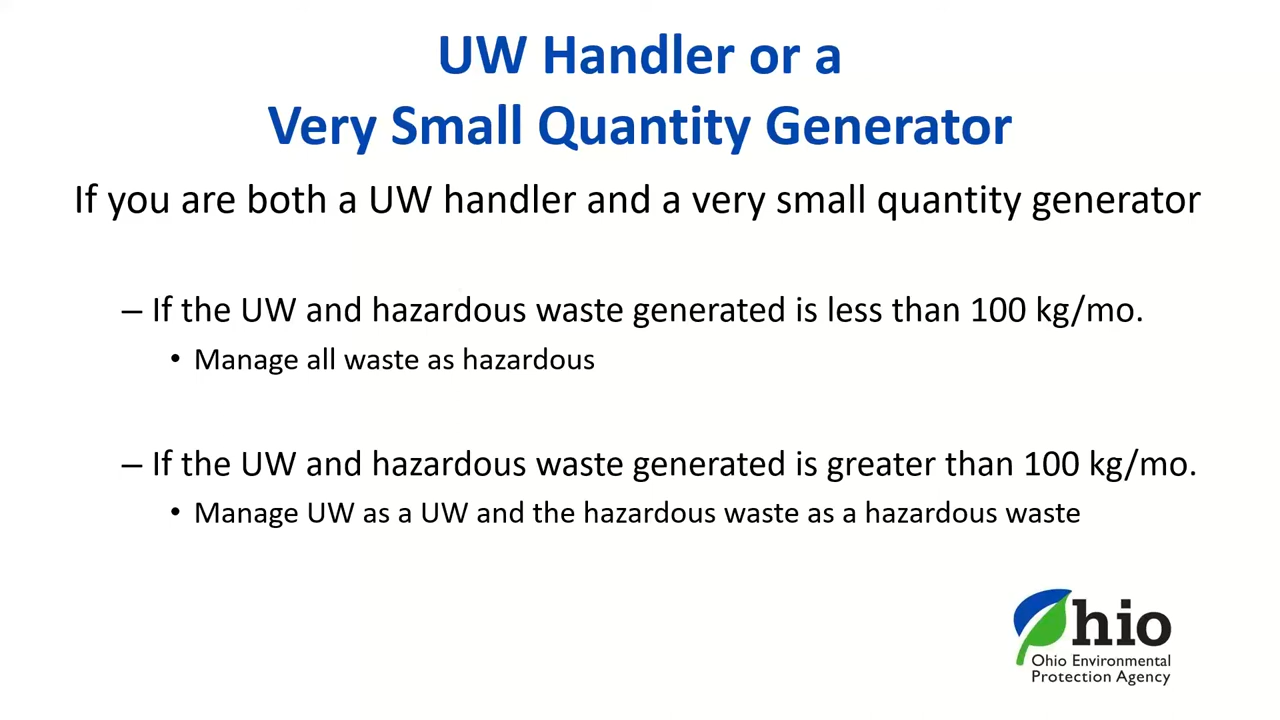 UW Handler or a
Very Small Quantity Generator
If you are both a UW handler and a very small quantity generator
– If the UW and hazardous waste generated is less than 100 kg/mo.
• Manage all waste as hazardous
– If the UW and hazardous waste generated is greater than 100 kg/mo.
• Manage UW as a UW and the hazardous waste as a hazardous waste
Ohio
Ohio Environmental
Protection Agency